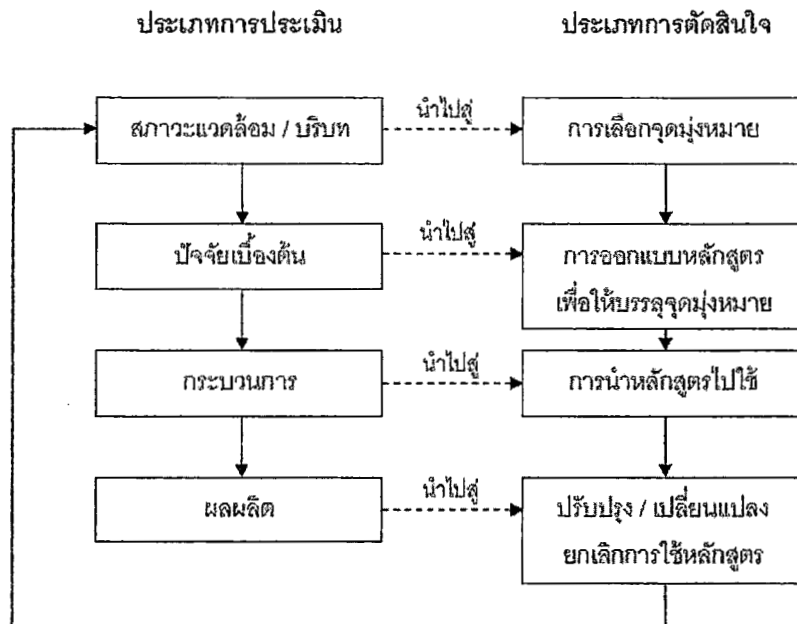 ประเภทการประเมิน
ประเภทการตัดสินใจ
สภาวะแวดล้อม / บริบท
นำไปสู่
การเลือกจุดมุ่งหมาย
ปัจจัยเบื้องต้น
นำไปสู่
การออกแบบหลักสูตร
เพื่อให้บรรลุจุดมุ่งหมาย
กระบวนการ
นำไปสู่
การนำหลักสูตรไปใช้
ผลผลิต
นำไปสู่
ปรับปรุง / เปลี่ยนแปลง
ยกเลิกการใช้หลักสูตร